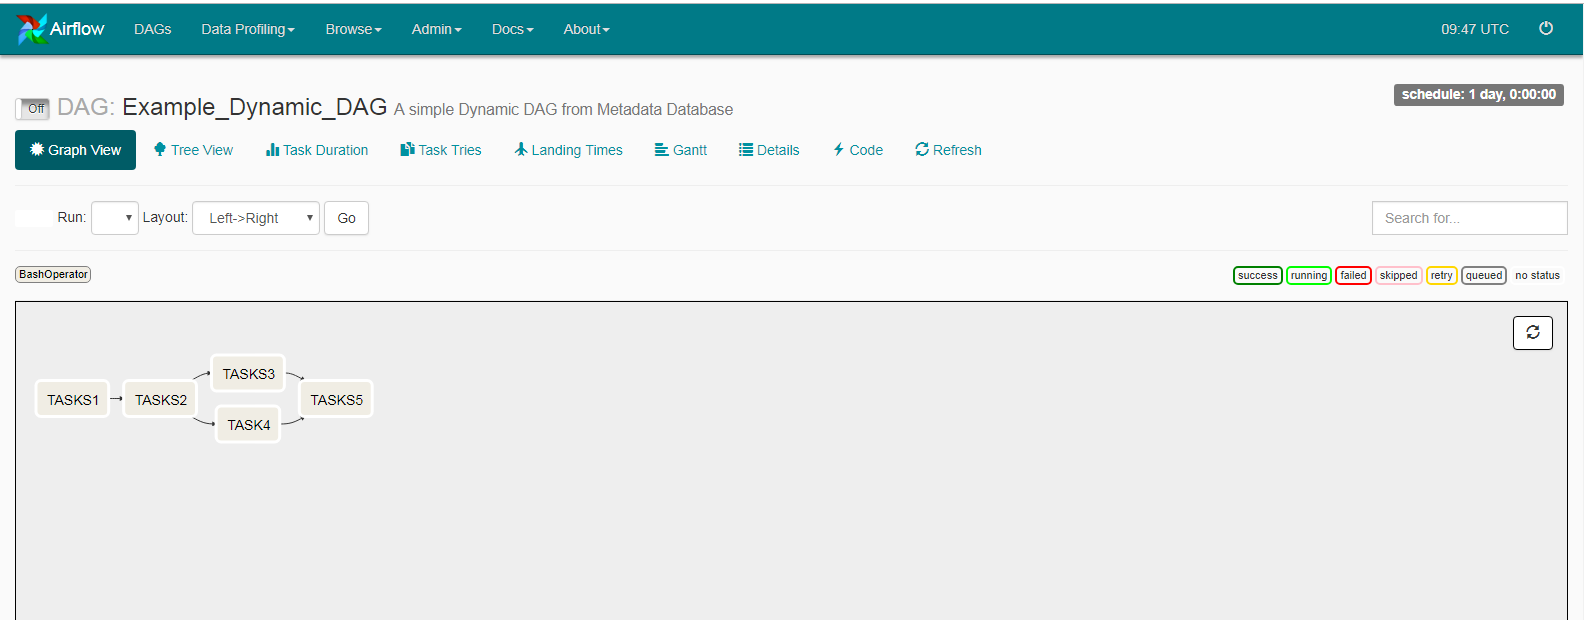 Airflow DAGs Data Profiling Browse Admin Docs About 09:47 UTC
Off DAG: Example_Dynamic_DAG A simple Dynamic DAG from Metadata Database schedule: 1 day, 0:00:00
Graph View Tree View Task Duration Task Tries Landing Times Gantt Details Code Refresh
Run: Layout: Left->Right Go Search for...
BashOperator success running failed skipped retry queued no status
TASKS3
TASKS1 TASKS2 TASKS5
TASK4